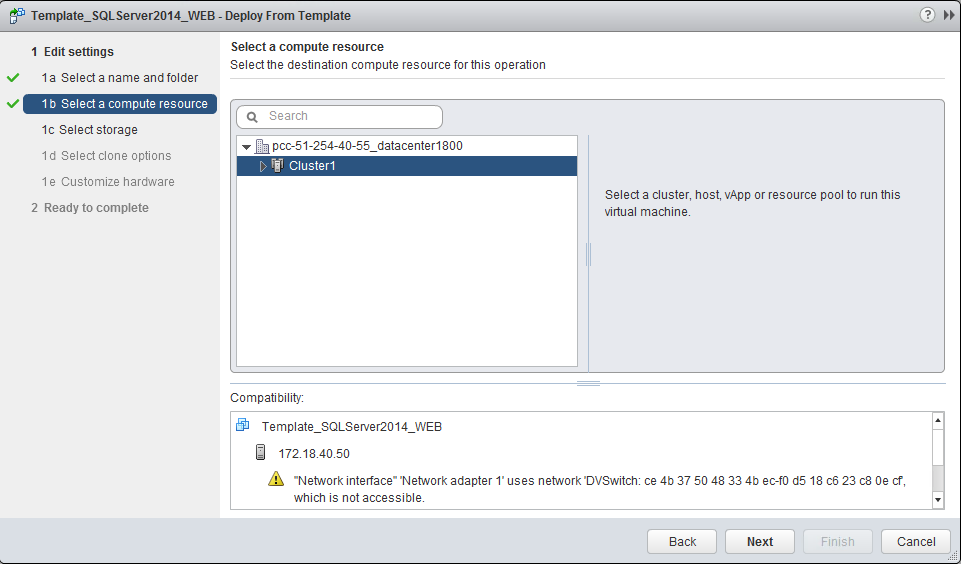 Template_SQLServer2014_WEB - Deploy From Template
1 Edit settings
1a Select a name and folder
1b Select a compute resource
1c Select storage
1d Select clone options
1e Customize hardware
2 Ready to complete
Select a compute resource
Select the destination compute resource for this operation
Search
pcc-51-254-40-55_datacenter1800
Cluster1
Select a cluster, host, vApp or resource pool to run this
virtual machine.
Compatibility:
Template_SQLServer2014_WEB
172.18.40.50
"Network interface" 'Network adapter 1' uses network 'DVSwitch: ce 4b 37 50 48 33 4b ec-f0 d5 18 c6 23 c8 0e cf',
which is not accessible.
Back
Next
Finish
Cancel